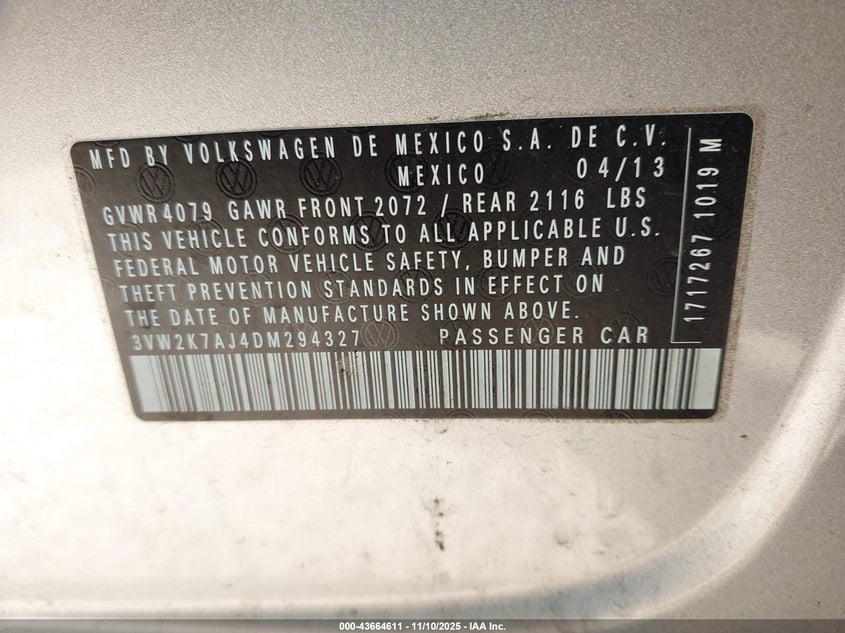 MFD BY VOLKSWAGEN DE MEXICO S.A. DE C.V.
MEXICO 04/13
GVWR 4079 GAWR FRONT 2072 / REAR 2116 LBS
THIS VEHICLE CONFORMS TO ALL APPLICABLE U.S.
FEDERAL MOTOR VEHICLE SAFETY, BUMPER AND
THEFT PREVENTION STANDARDS IN EFFECT ON
THE DATE OF MANUFACTURE SHOWN ABOVE.
3VW2K7AJ4DM294327 PASSENGER CAR
1717267 1019 M
000-43664611 - 11/10/2025 - IAA Inc.